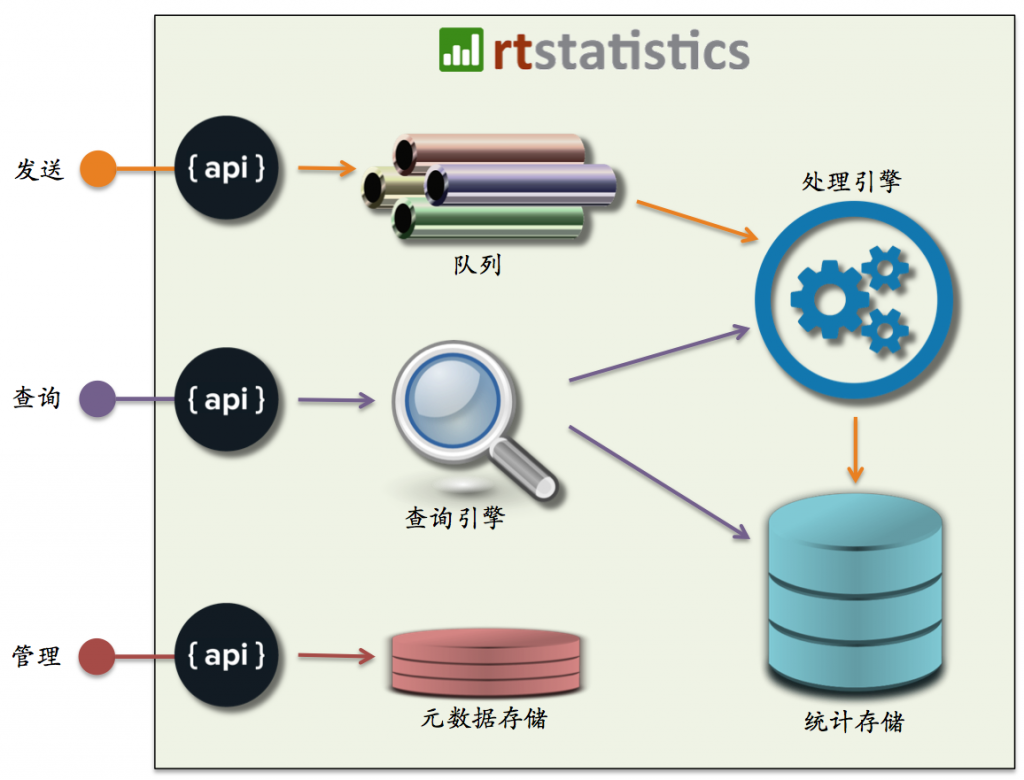 rtstatistics
发送
{ api }
队列
处理引擎
查询
{ api }
查询引擎
管理
{ api }
元数据存储
统计存储